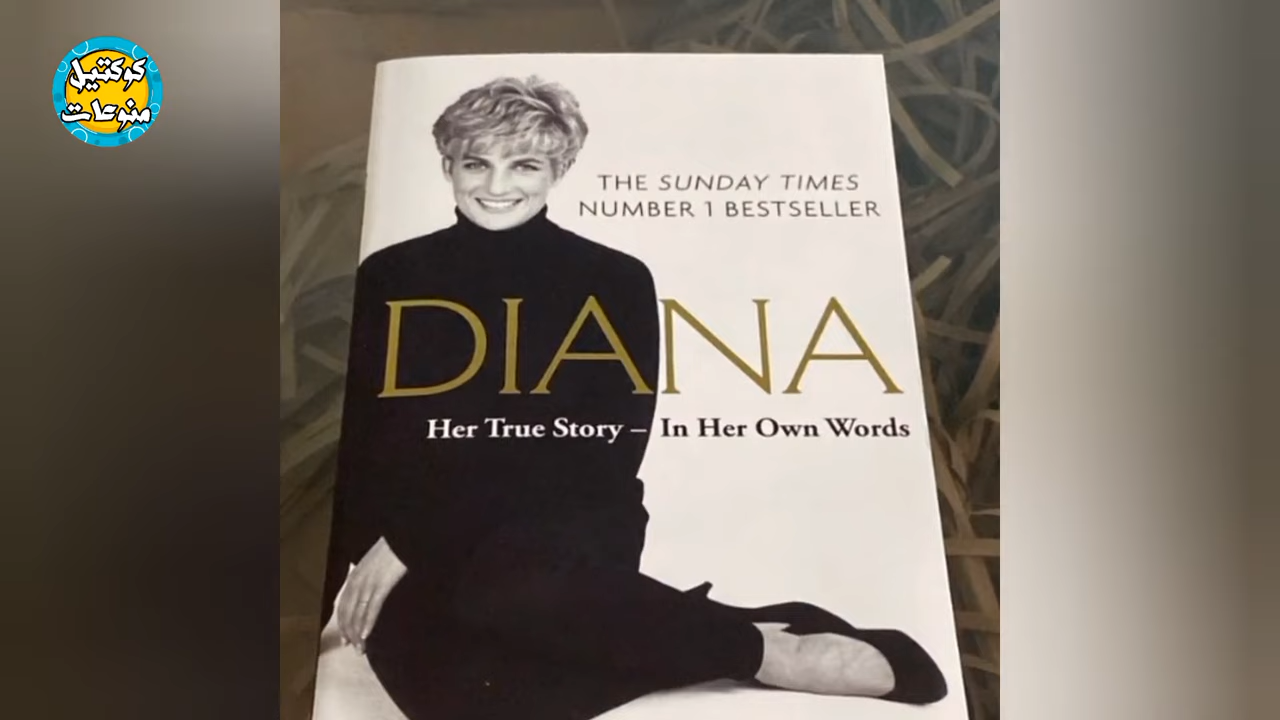 كوكتيل
منوعات
THE SUNDAY TIMES
NUMBER 1 BESTSELLER
DIANA
Her True Story – In Her Own Words